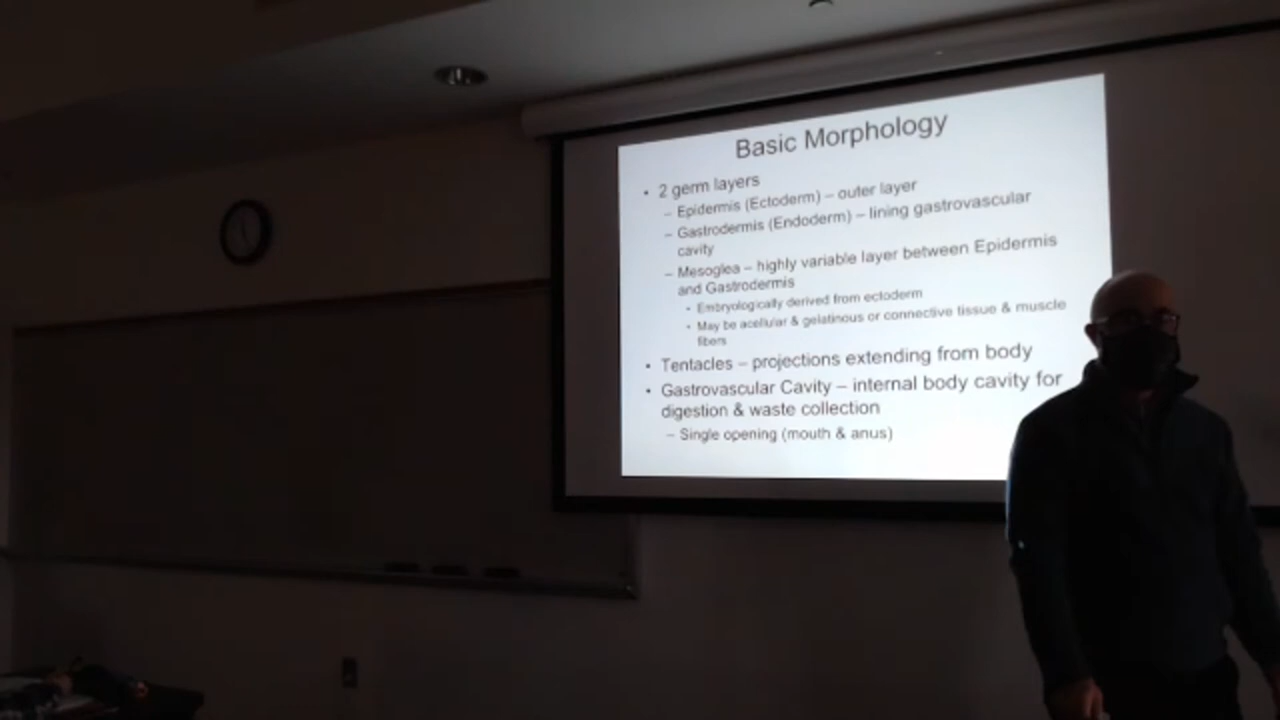 Basic Morphology
• 2 germ layers
– Epidermis (Ectoderm) – outer layer
– Gastrodermis (Endoderm) – lining gastrovascular
cavity
– Mesoglea – highly variable layer between Epidermis
and Gastrodermis
• Embryologically derived from ectoderm
• May be acellular & gelatinous or connective tissue & muscle
fibers
• Tentacles – projections extending from body
• Gastrovascular Cavity – internal body cavity for
digestion & waste collection
– Single opening (mouth & anus)